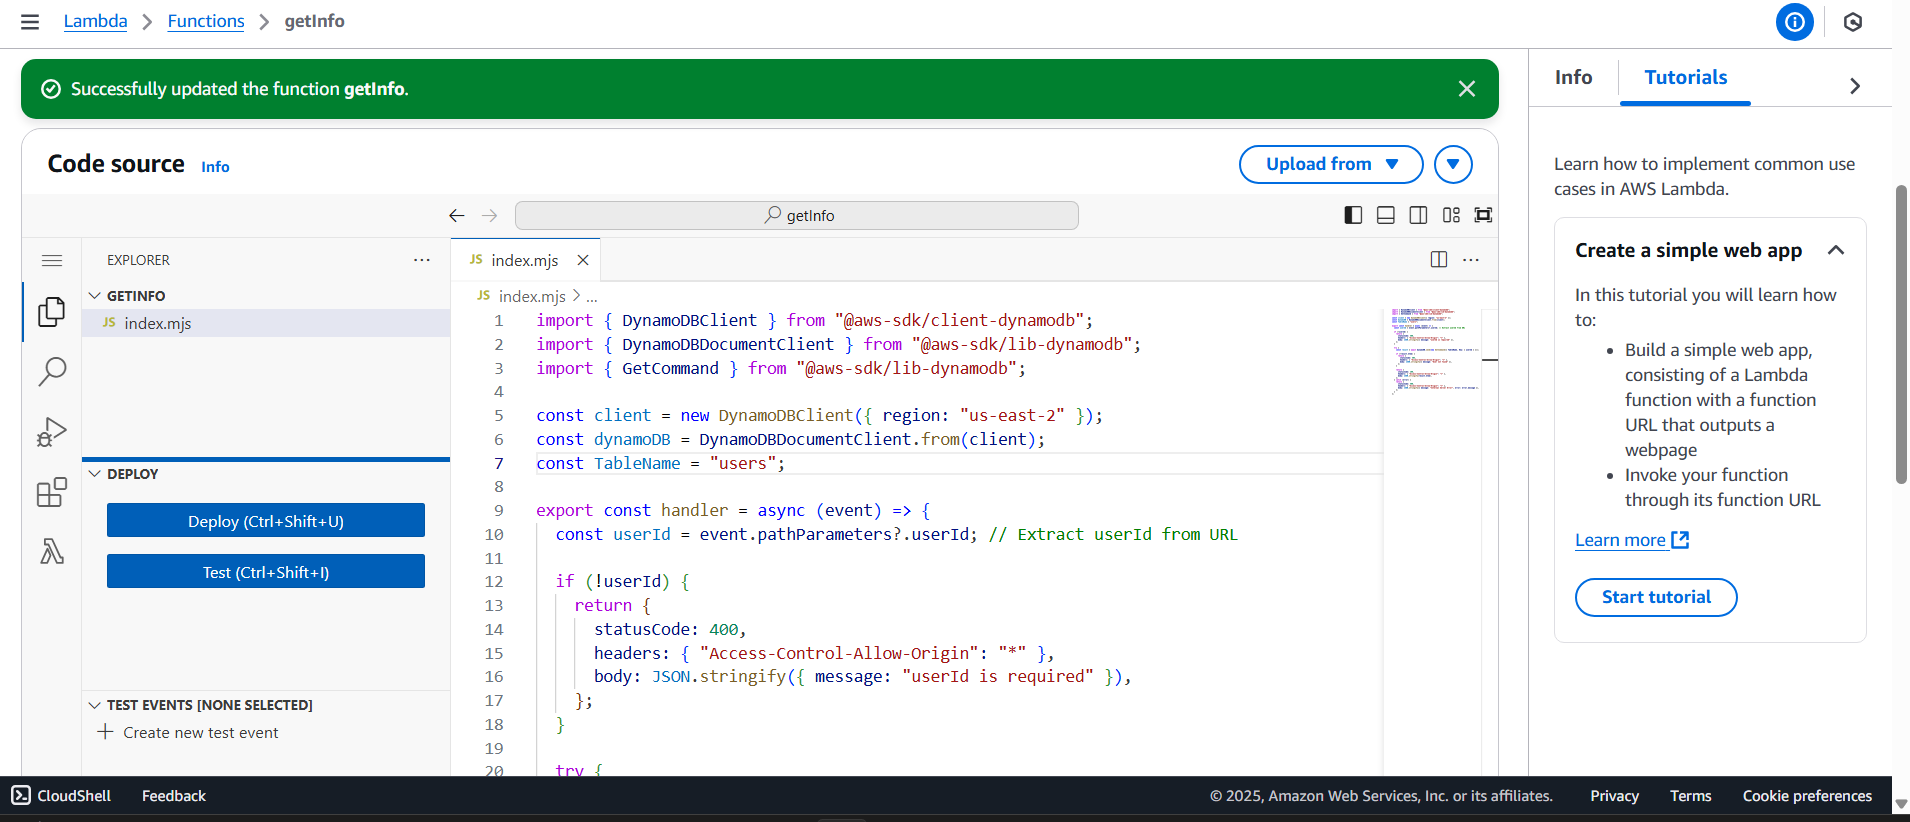 Lambda > Functions > getInfo
Successfully updated the function getInfo.
Code source Info
Upload from
getInfo
EXPLORER
GETINFO
JS index.mjs
DEPLOY
Deploy (Ctrl+Shift+U)
Test (Ctrl+Shift+I)
TEST EVENTS [NONE SELECTED]
+ Create new test event
JS index.mjs
JS index.mjs > ...
1 import { DynamoDBClient } from "@aws-sdk/client-dynamodb";
2 import { DynamoDBDocumentClient } from "@aws-sdk/lib-dynamodb";
3 import { GetCommand } from "@aws-sdk/lib-dynamodb";
4
5 const client = new DynamoDBClient({ region: "us-east-2" });
6 const dynamoDB = DynamoDBDocumentClient.from(client);
7 const TableName = "users";
8
9 export const handler = async (event) => {
10 const userId = event.pathParameters?.userId; // Extract userId from URL
11
12 if (!userId) {
13 return {
14 statusCode: 400,
15 headers: { "Access-Control-Allow-Origin": "*" },
16 body: JSON.stringify({ message: "userId is required" }),
17 };
18 }
19
20 try {
Info
Tutorials
Learn how to implement common use
cases in AWS Lambda.
Create a simple web app
In this tutorial you will learn how
to:
• Build a simple web app,
consisting of a Lambda
function with a function
URL that outputs a
webpage
• Invoke your function
through its function URL
Learn more
Start tutorial
CloudShell Feedback
© 2025, Amazon Web Services, Inc. or its affiliates. Privacy Terms Cookie preferences